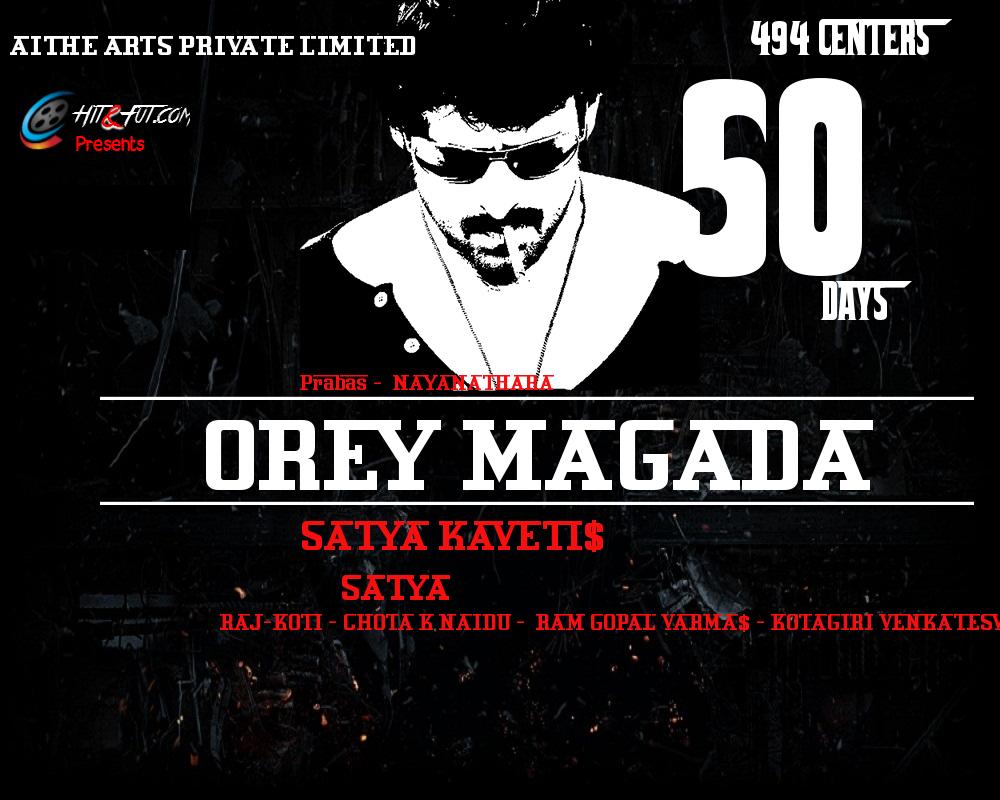 AITHE ARTS PRIVATE LIMITED
494 CENTERS
HIT&FUT.COM
Presents
50
DAYS
Prabas - NAYANATHARA
OREY MAGADA
SATYA KAVETI$
SATYA
RAJ-KOTI - CHOTA K.NAIDU - RAM GOPAL VARMA$ - KOTAGIRI